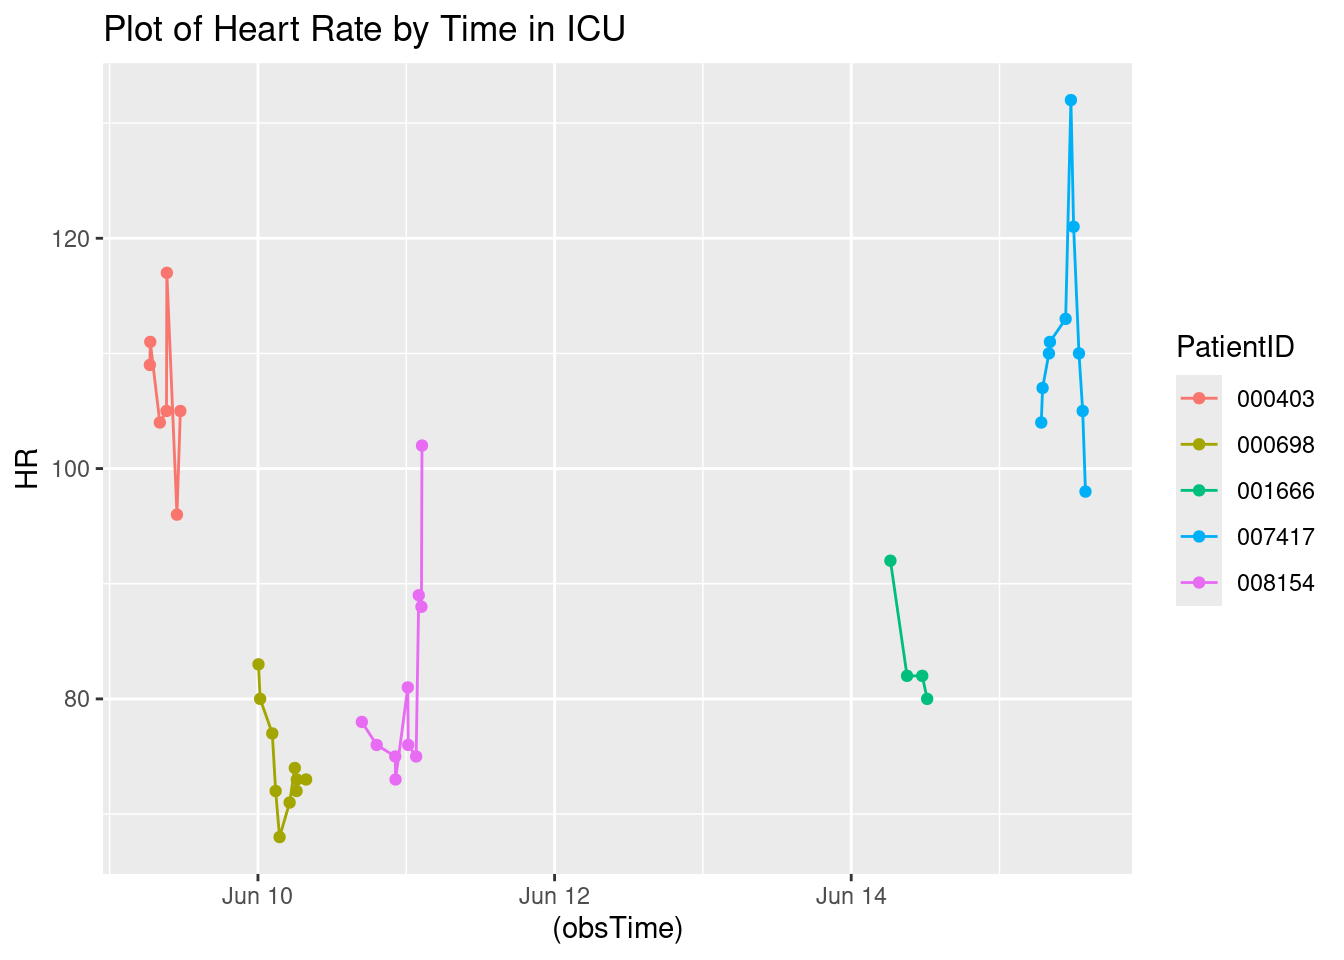 Plot of Heart Rate by Time in ICU
120
100
80
HR
Jun 10
Jun 12
Jun 14
(obsTime)
PatientID
000403
000698
001666
007417
008154